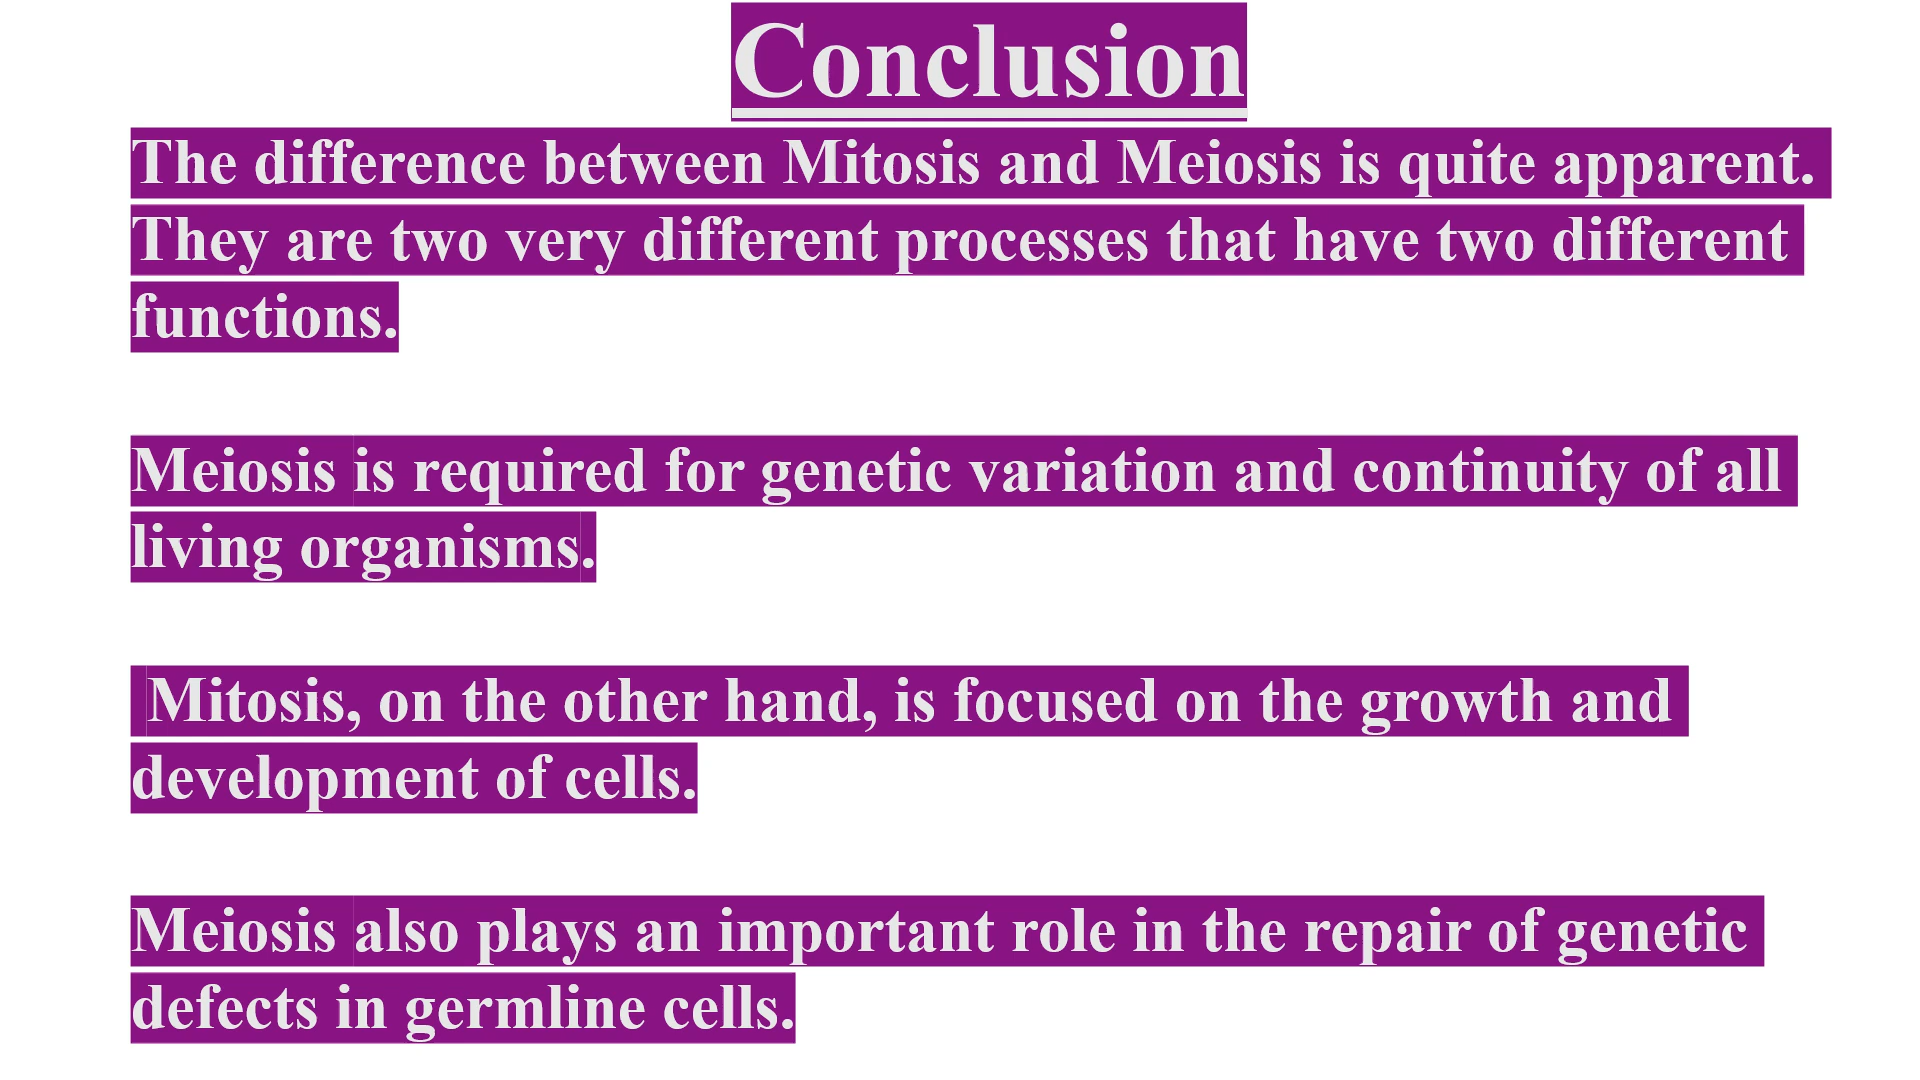 Conclusion
The difference between Mitosis and Meiosis is quite apparent.
They are two very different processes that have two different
functions.
Meiosis is required for genetic variation and continuity of all
living organisms.
Mitosis, on the other hand, is focused on the growth and
development of cells.
Meiosis also plays an important role in the repair of genetic
defects in germline cells.